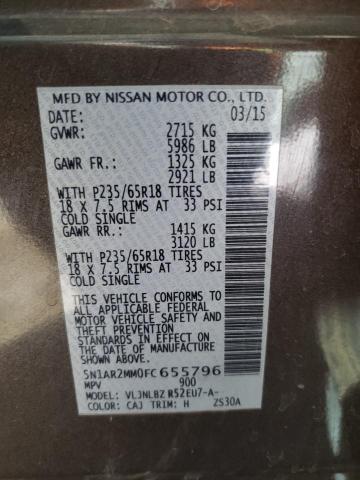 MFD BY NISSAN MOTOR CO., LTD.
DATE: 03/15
GVWR: 2715 KG
5986 LB
GAWR FR.: 1325 KG
2921 LB
WITH P235/65R18 TIRES
18 X 7.5 RIMS AT 33 PSI
COLD SINGLE
GAWR RR.: 1415 KG
3120 LB
WITH P235/65R18 TIRES
18 X 7.5 RIMS AT 33 PSI
COLD SINGLE
THIS VEHICLE CONFORMS TO
ALL APPLICABLE FEDERAL
MOTOR VEHICLE SAFETY AND
THEFT PREVENTION
STANDARDS IN EFFECT ON
THE DATE OF MANUFACTURE
SHOWN ABOVE.
5N1AR2MM0FC655796
MPV 900
MODEL: VLJNLBZ R52EU7-A-
COLOR: CAJ TRIM: H ZS30A